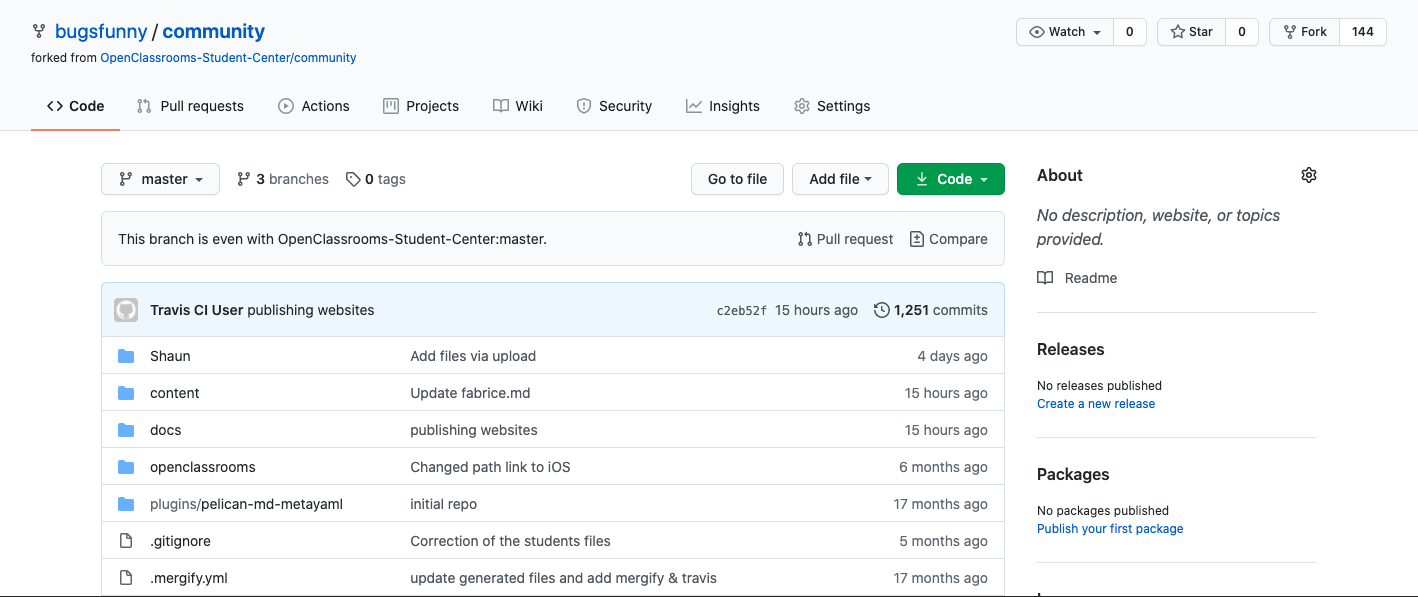 bugsfunny / community
Watch 0 Star 0 Fork 144
forked from OpenClassrooms-Student-Center/community
Code Pull requests Actions Projects Wiki Security Insights Settings
master 3 branches 0 tags Go to file Add file Code
This branch is even with OpenClassrooms-Student-Center:master. Pull request Compare
Travis CI User publishing websites c2eb52f 15 hours ago 1,251 commits
Shaun Add files via upload 4 days ago
content Update fabrice.md 15 hours ago
docs publishing websites 15 hours ago
openclassrooms Changed path link to iOS 6 months ago
plugins/pelican-md-metayaml initial repo 17 months ago
.gitignore Correction of the students files 5 months ago
.mergify.yml update generated files and add mergify & travis 17 months ago
About
No description, website, or topics
provided.
Readme
Releases
No releases published
Create a new release
Packages
No packages published
Publish your first package